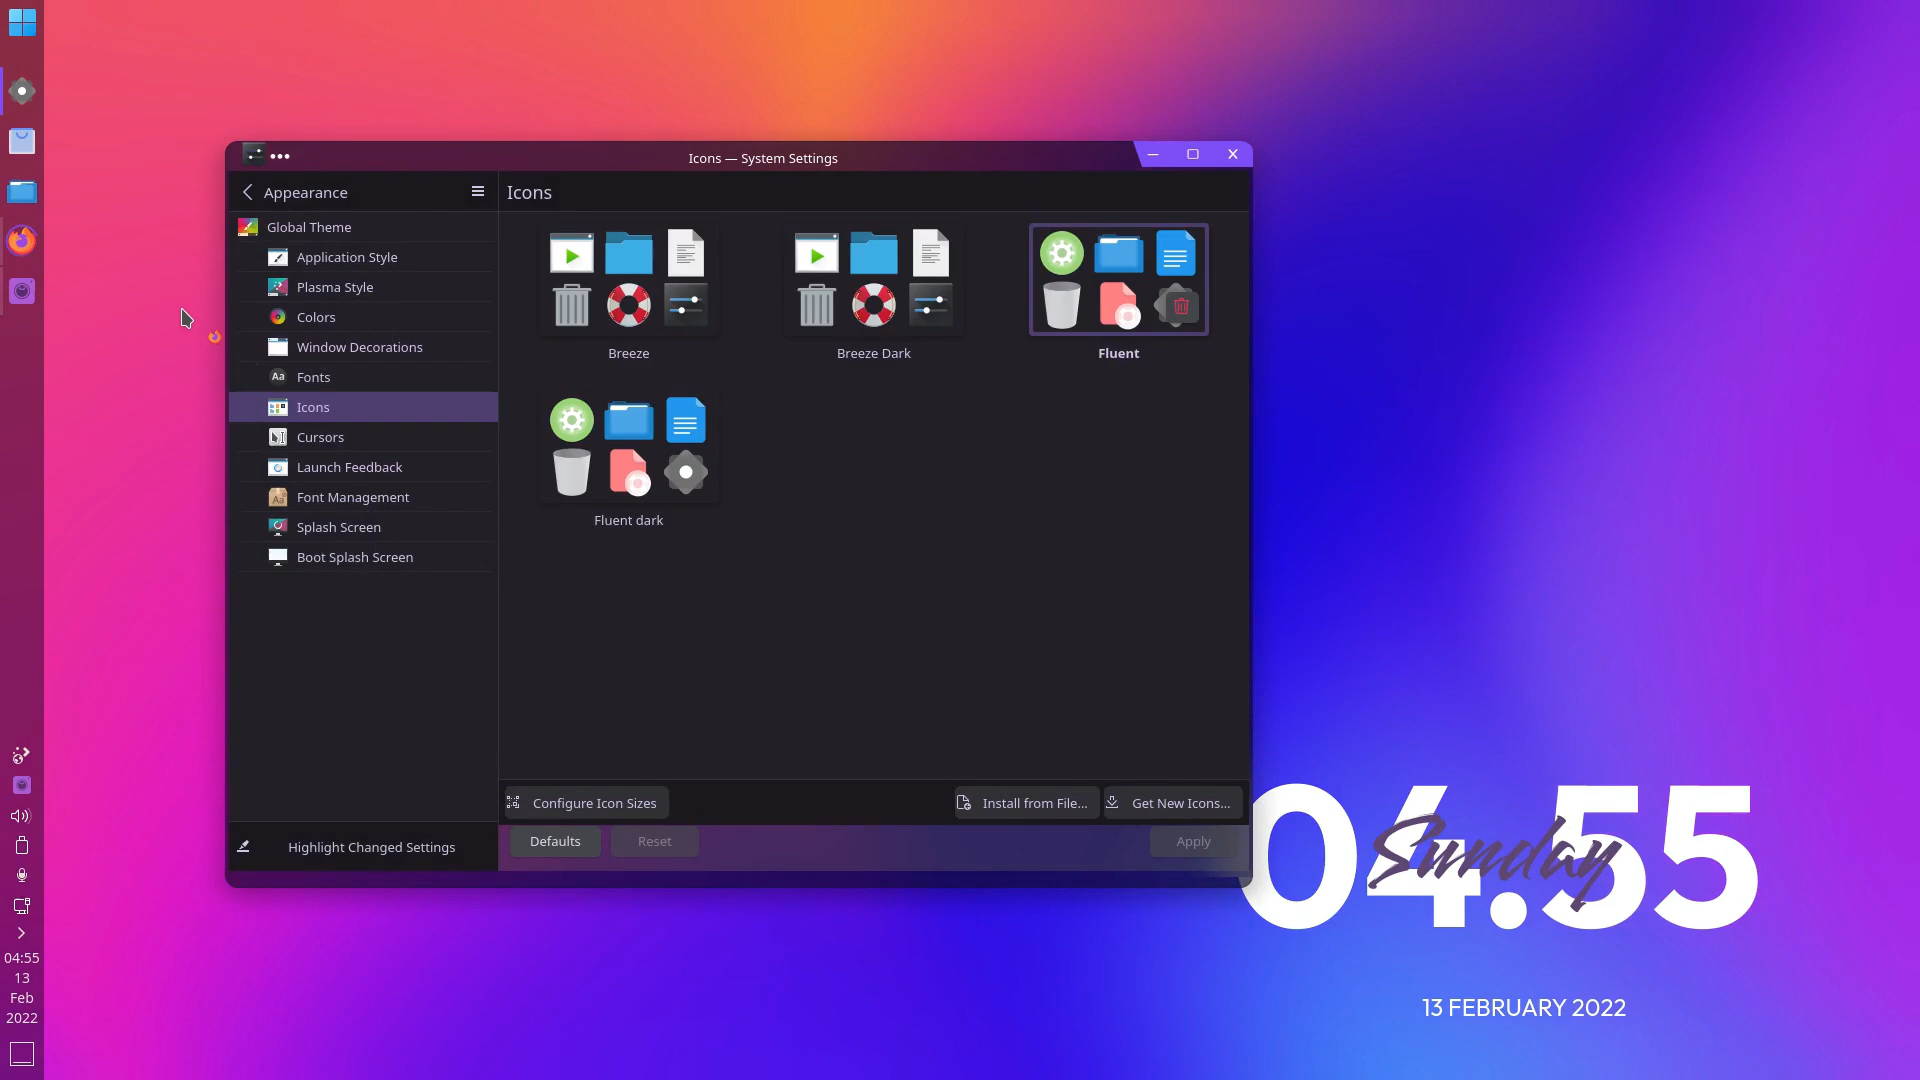 Icons — System Settings
Appearance
Icons
Global Theme
Application Style
Plasma Style
Colors
Window Decorations
Fonts
Icons
Cursors
Launch Feedback
Font Management
Splash Screen
Boot Splash Screen
Highlight Changed Settings
Breeze
Breeze Dark
Fluent
Fluent dark
Configure Icon Sizes
Install from File...
Get New Icons...
Defaults
Reset
Apply
04.55
Sunday
13 FEBRUARY 2022
04:55
13
Feb
2022